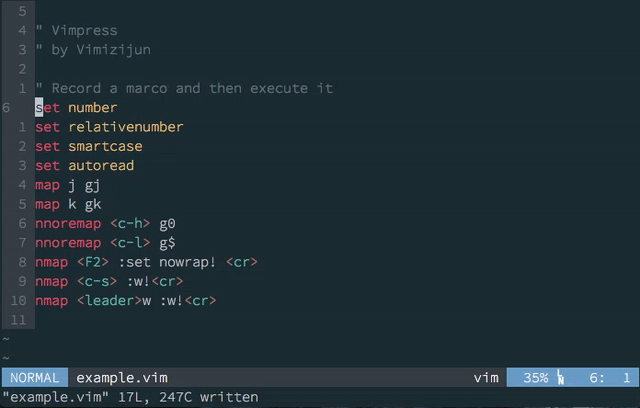 5
4 " Vimpress
3 " by Vimizijun
2
1 " Record a marco and then execute it
6 set number
1 set relativenumber
2 set smartcase
3 set autoread
4 map j gj
5 map k gk
6 nnoremap <c-h> g0
7 nnoremap <c-l> g$
8 nmap <F2> :set nowrap! <cr>
9 nmap <c-s> :w!<cr>
10 nmap <leader>w :w!<cr>
11
~
~
NORMAL example.vim vim 35% LN 6: 1
"example.vim" 17L, 247C written